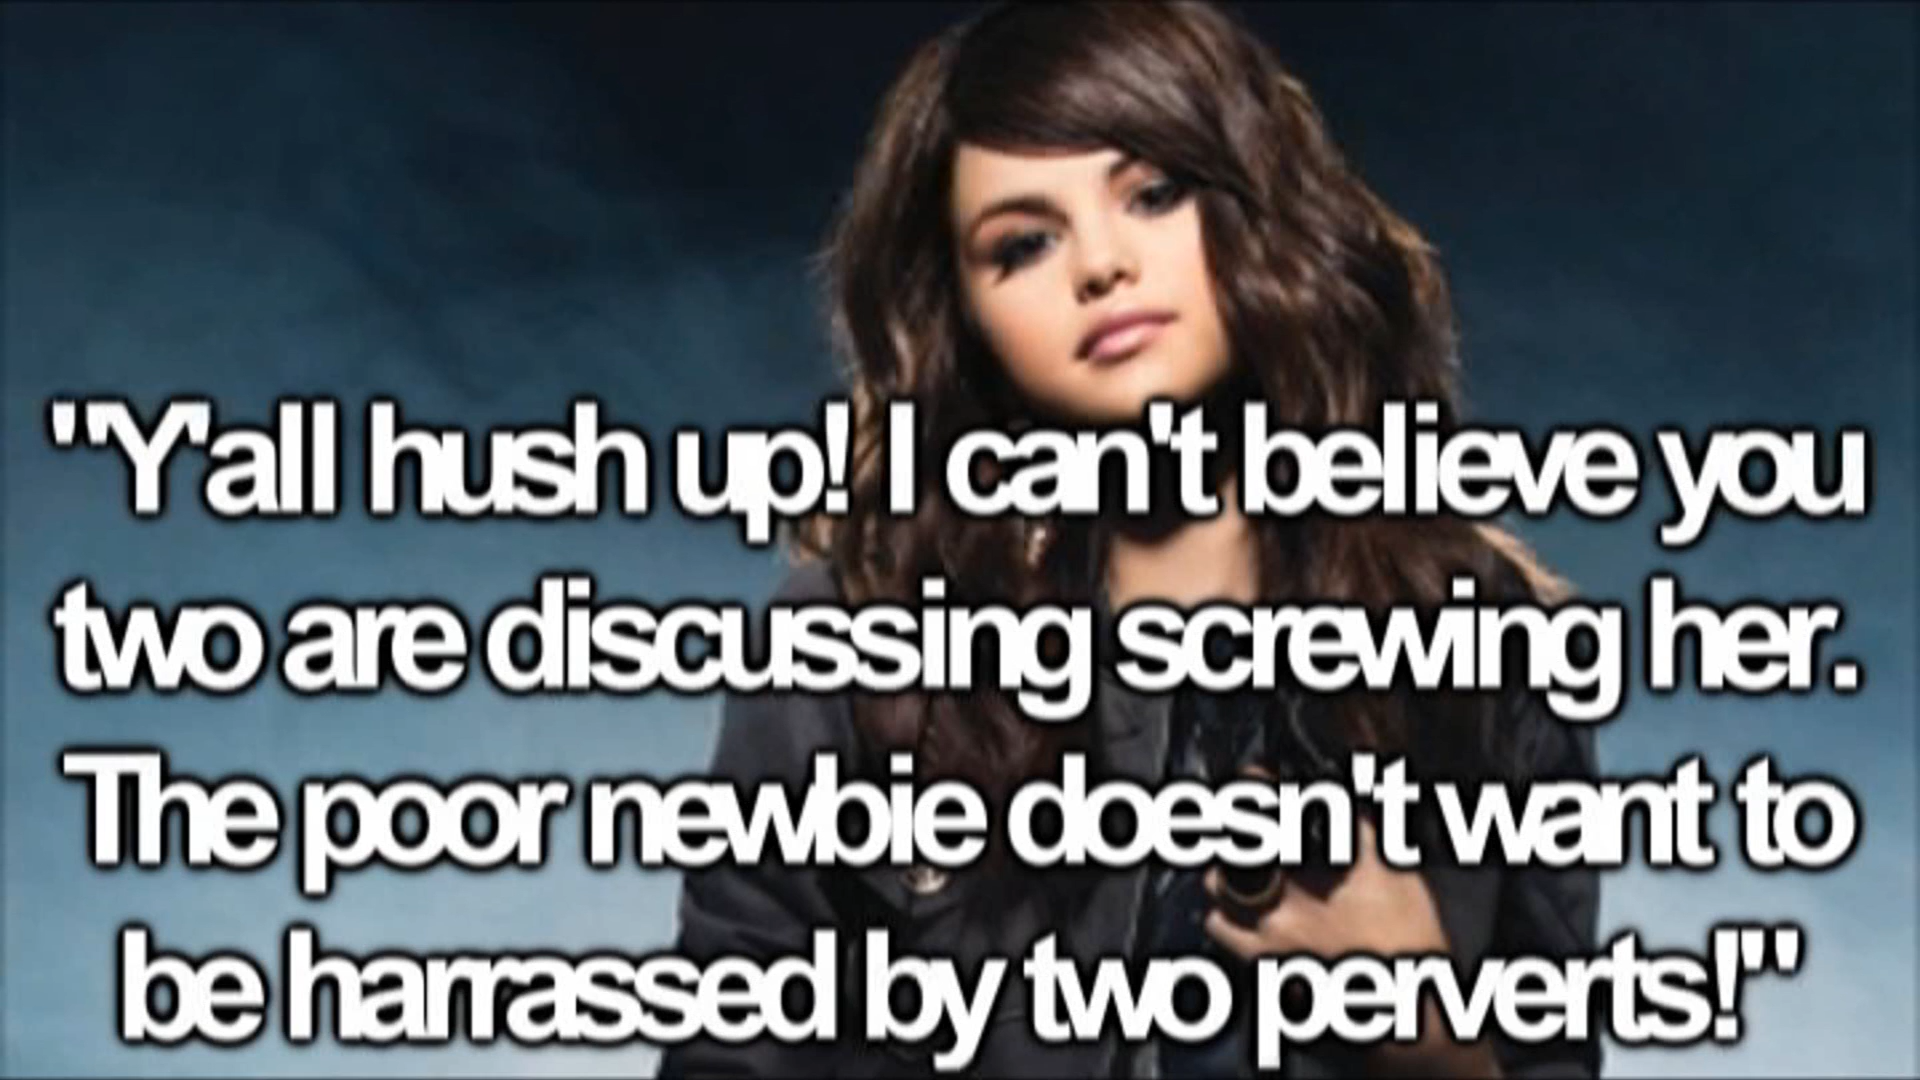 "Y'all hush up! I can't believe you
two are discussing screwing her.
The poor newbie doesn't want to
be harrassed by two perverts!"